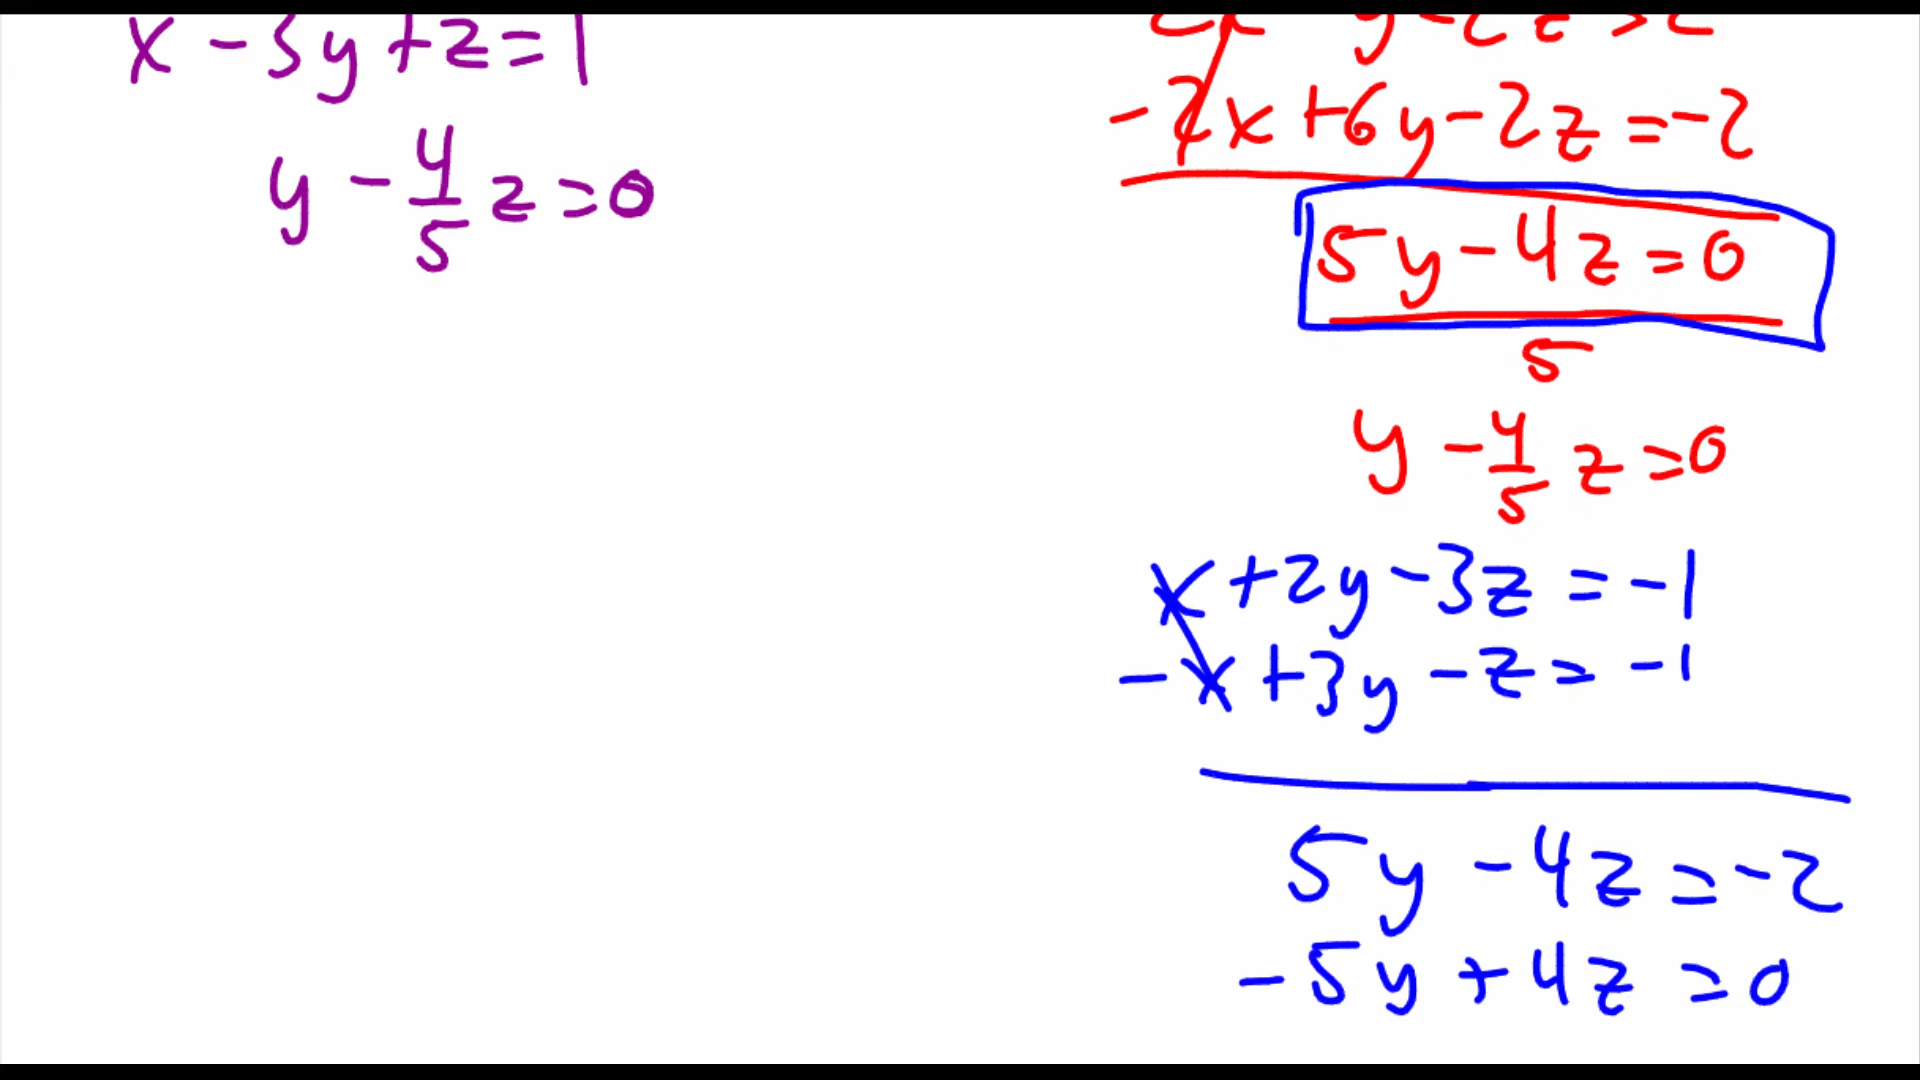 x - 3y + z = 1
y - 4/5 z = 0
-2x + 6y - 2z = -2
5y - 4z = 0
5
y - 4/5 z = 0
x + 2y - 3z = -1
-x + 3y - z = -1
5y - 4z = -2
-5y + 4z = 0